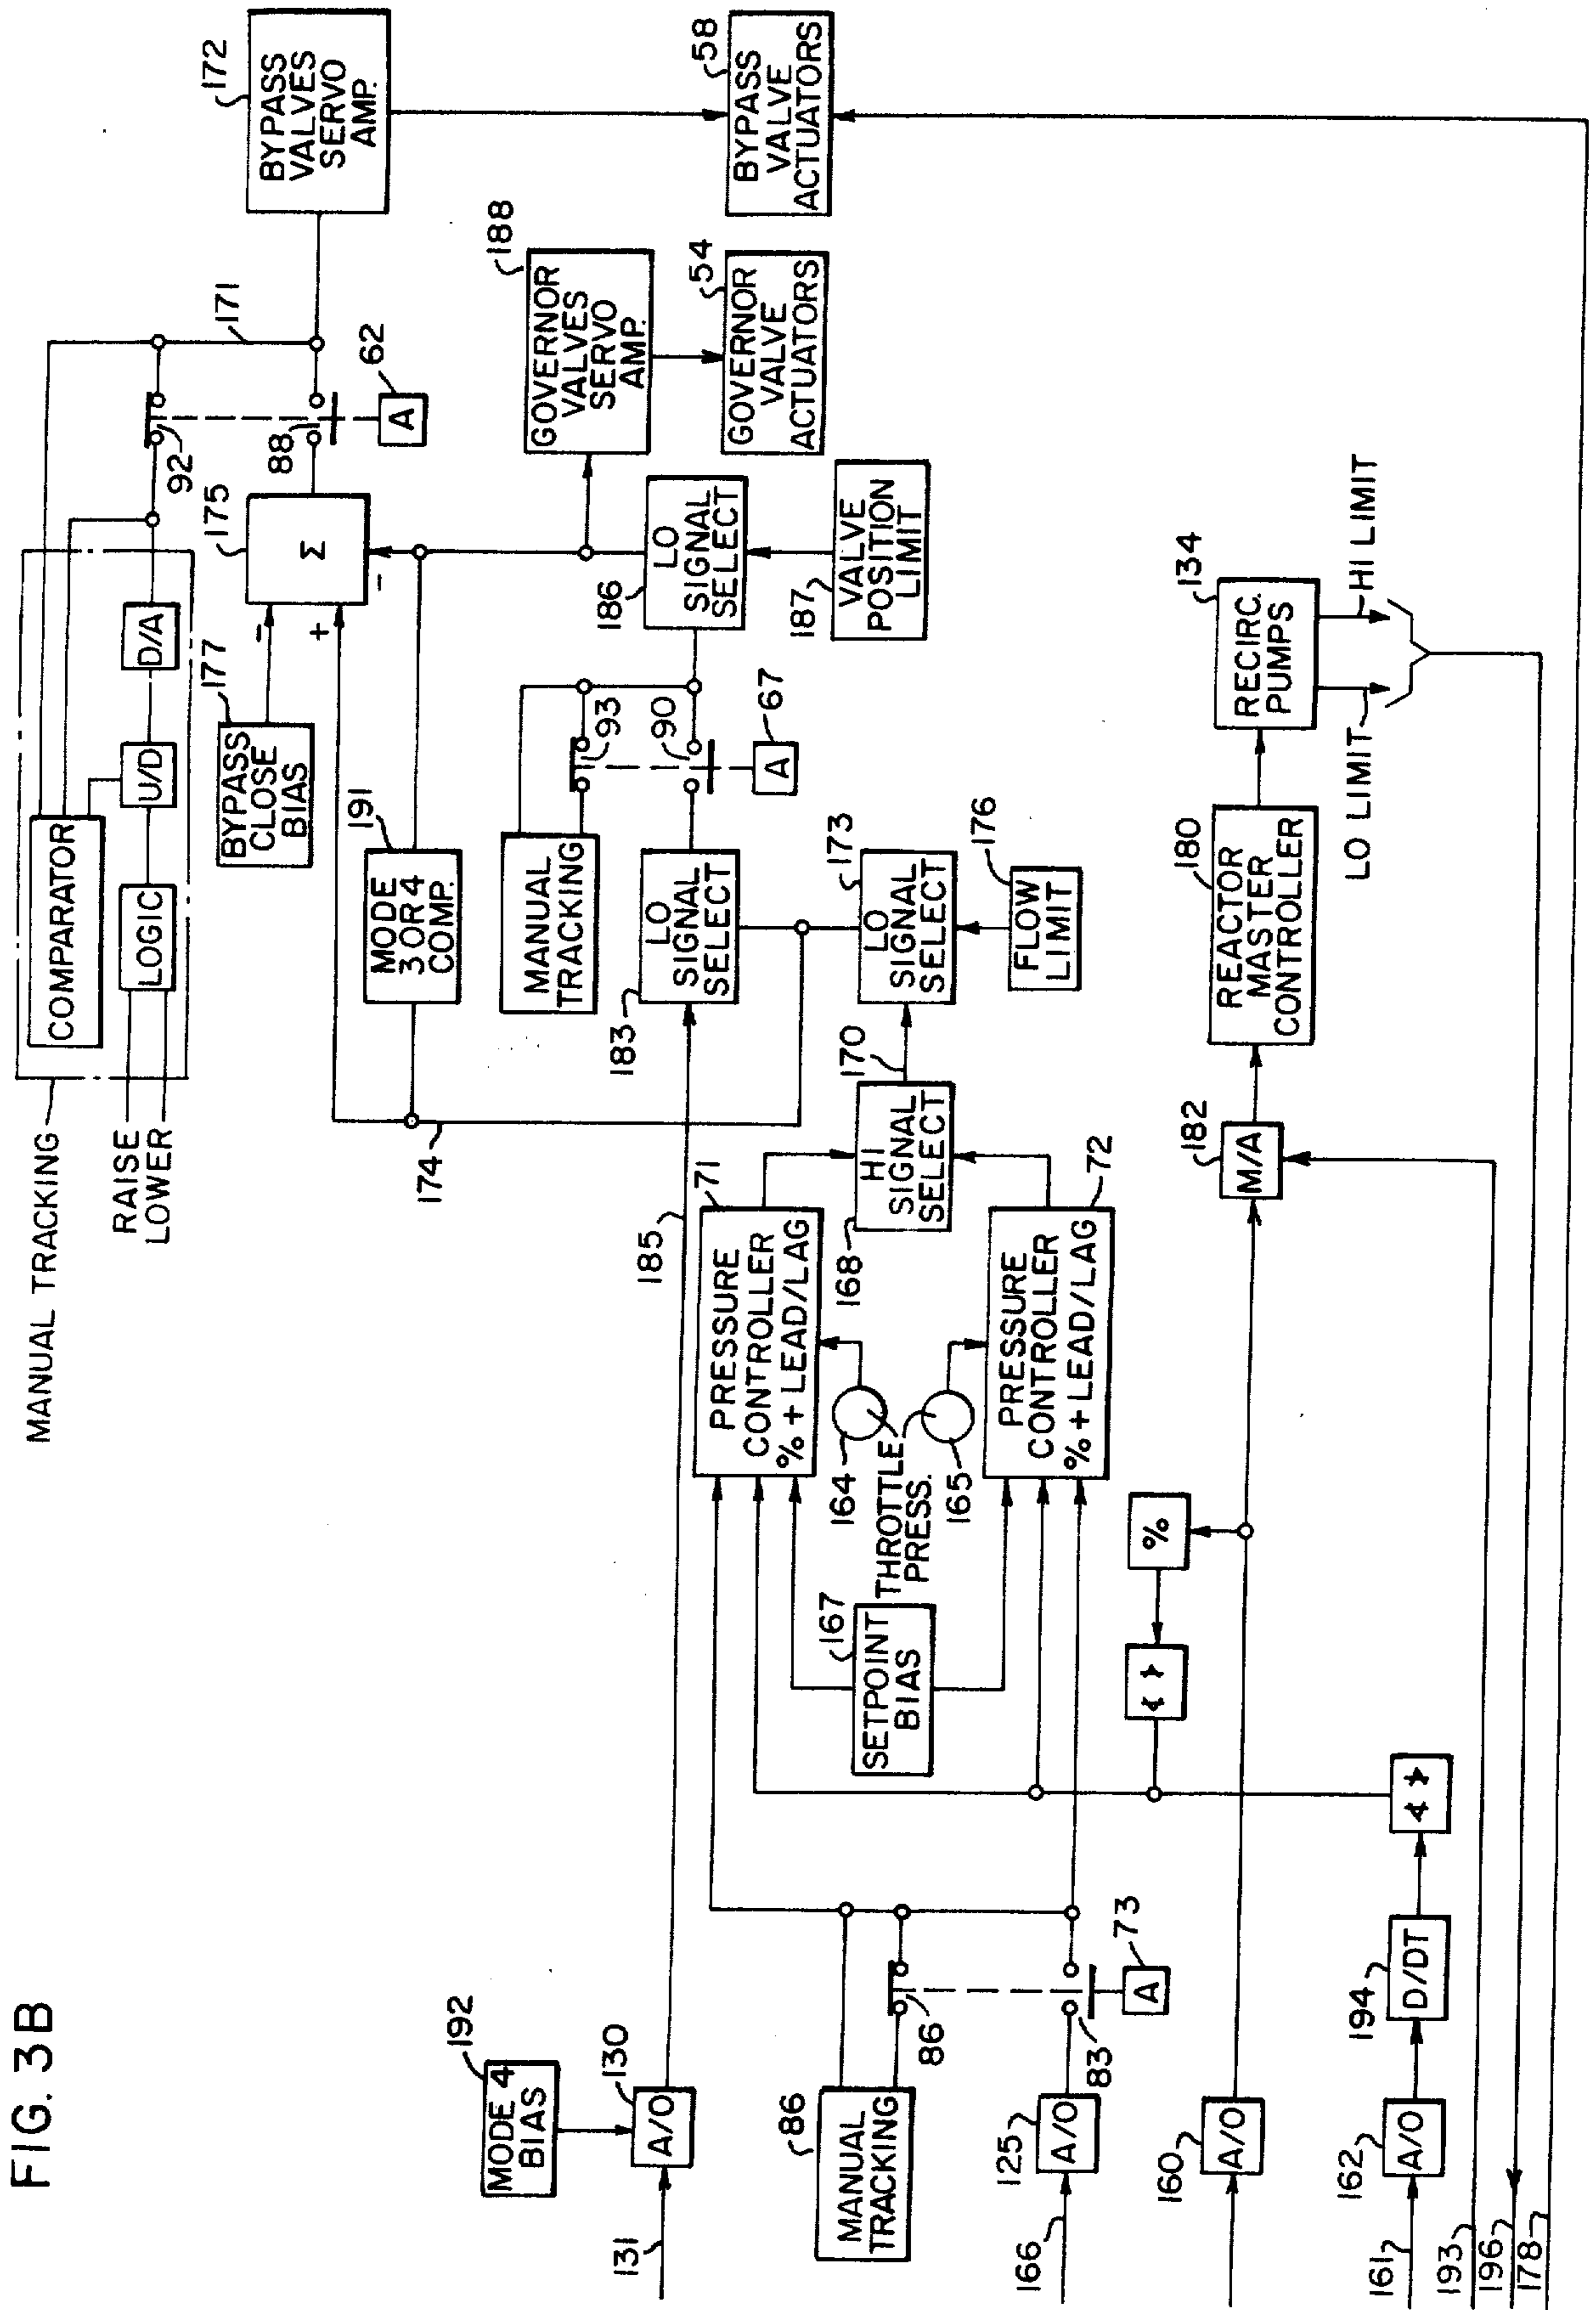 FIG. 3B
MANUAL TRACKING
RAISE
LOWER
COMPARATOR
LOGIC
U/D
D/A
92
171
172
BYPASS
VALVES
SERVO
AMP.
177
BYPASS
CLOSE
BIAS
-
+
-
175
Σ
88
62
A
191
MODE
3 OR 4
COMP.
174
MANUAL
TRACKING
93
90
67
A
188
GOVERNOR
VALVES
SERVO
AMP.
54
GOVERNOR
VALVE
ACTUATORS
58
BYPASS
VALVE
ACTUATORS
186
LO
SIGNAL
SELECT
187
VALVE
POSITION
LIMIT
183
LO
SIGNAL
SELECT
173
LO
SIGNAL
SELECT
176
FLOW
LIMIT
192
MODE 4
BIAS
130
A/O
131
185
71
PRESSURE
CONTROLLER
% + LEAD/LAG
168
HI
SIGNAL
SELECT
170
164
THROTTLE
PRESS.
165
72
PRESSURE
CONTROLLER
% + LEAD/LAG
167
SETPOINT
BIAS
86
MANUAL
TRACKING
86
83
73
A
125
A/O
166
%
160
A/O
182
M/A
180
REACTOR
MASTER
CONTROLLER
134
RECIRC.
PUMPS
LO LIMIT
HI LIMIT
162
A/O
161
194
D/DT
193
196
178